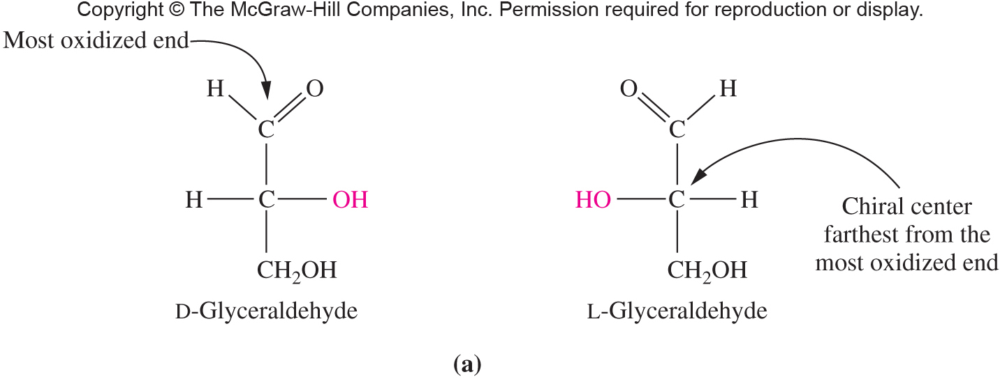 Copyright © The McGraw-Hill Companies, Inc. Permission required for reproduction or display.
Most oxidized end
H O O H
C C
H C OH HO C H
Chiral center
farthest from the
most oxidized end
CH₂OH CH₂OH
D-Glyceraldehyde L-Glyceraldehyde
(a)